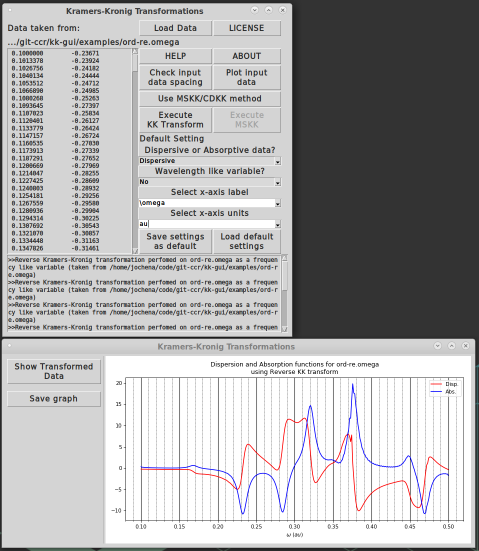 Kramers-Kronig Transformations
Data taken from:
Load Data
LICENSE
.../git-ccr/kk-gui/examples/ord-re.omega
0.1000000 -0.23671
0.1013370 -0.23924
0.1026756 -0.24182
0.1040134 -0.24444
0.1053512 -0.24712
0.1066890 -0.24985
0.1080268 -0.25263
0.1093645 -0.27397
0.1107023 -0.25834
0.1120401 -0.26127
0.1133779 -0.26424
0.1147157 -0.26724
0.1160535 -0.27030
0.1173913 -0.27339
0.1187291 -0.27652
0.1200669 -0.27969
0.1214047 -0.28255
0.1227425 -0.28609
0.1240803 -0.28932
0.1254181 -0.29256
0.1267559 -0.29580
0.1280936 -0.29904
0.1294314 -0.30225
0.1307692 -0.30543
0.1321070 -0.30857
0.1334448 -0.31163
0.1347826 -0.31461
HELP
ABOUT
Check input
data spacing
Plot input
data
Use MSKK/CDKK method
Execute
KK Transform
Execute
MSKK
Default Setting
Dispersive or Absorptive data?
Dispersive
Wavelength like variable?
No
Select x-axis label
\omega
Select x-axis units
au
Save settings
as default
Load default
settings
>>Reverse Kramers-Kronig Transformation perfomed on ord-re.omega as a frequen
cy like variable (taken from /home/jochena/code/git-ccr/kk-gui/examples/ord-r
e.omega)
>>Reverse Kramers-Kronig Transformation perfomed on ord-re.omega as a frequen
cy like variable (taken from /home/jochena/code/git-ccr/kk-gui/examples/ord-r
e.omega)
>>Reverse Kramers-Kronig Transformation perfomed on ord-re.omega as a frequen
cy like variable (taken from /home/jochena/code/git-ccr/kk-gui/examples/ord-r
e.omega)
>>Reverse Kramers-Kronig Transformation perfomed on ord-re.omega as a frequen
Kramers-Kronig Transformations
Show Transformed
Data
Save graph
Dispersion and Absorption functions for ord-re.omega
using Reverse KK transform
Disp.
Abs.
20
15
10
5
0
−5
−10
0.10 0.15 0.20 0.25 0.30 0.35 0.40 0.45 0.50
ω (au)